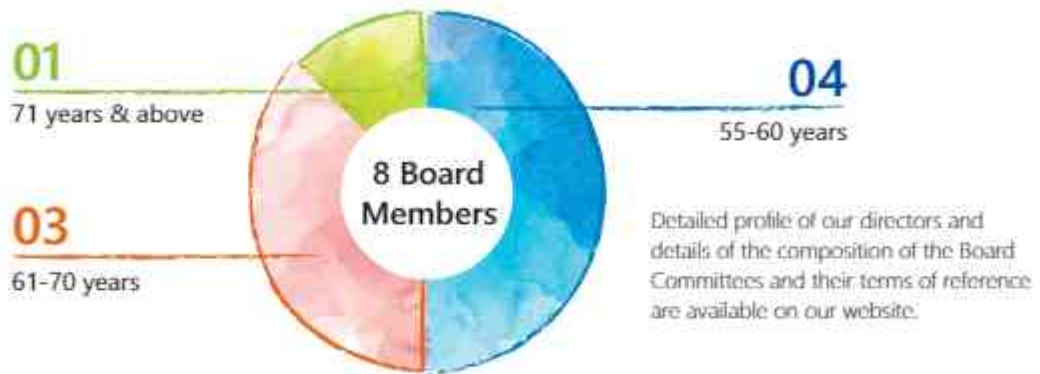 01
71 years & above
03
61-70 years
8 Board
Members
04
55-60 years
Detailed profile of our directors and
details of the composition of the Board
Committees and their terms of reference
are available on our website.